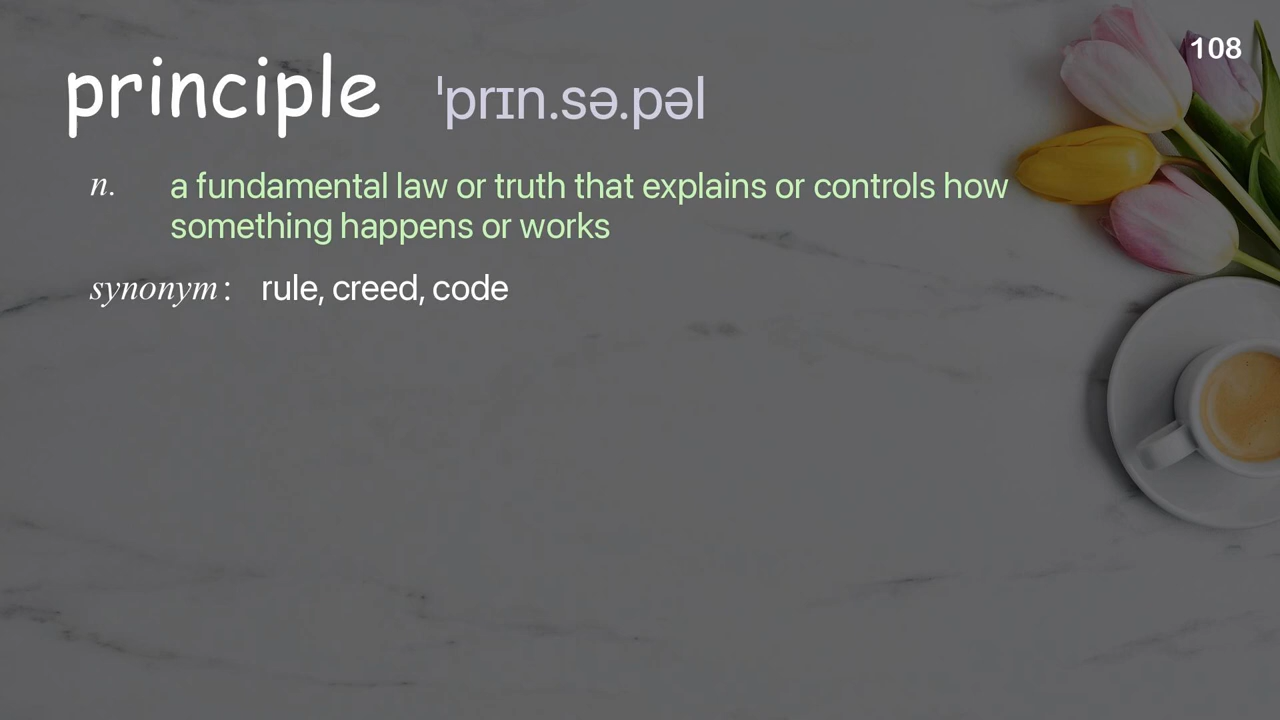 108
principle ˈprɪn.sə.pəl
n. a fundamental law or truth that explains or controls how
something happens or works
synonym: rule, creed, code